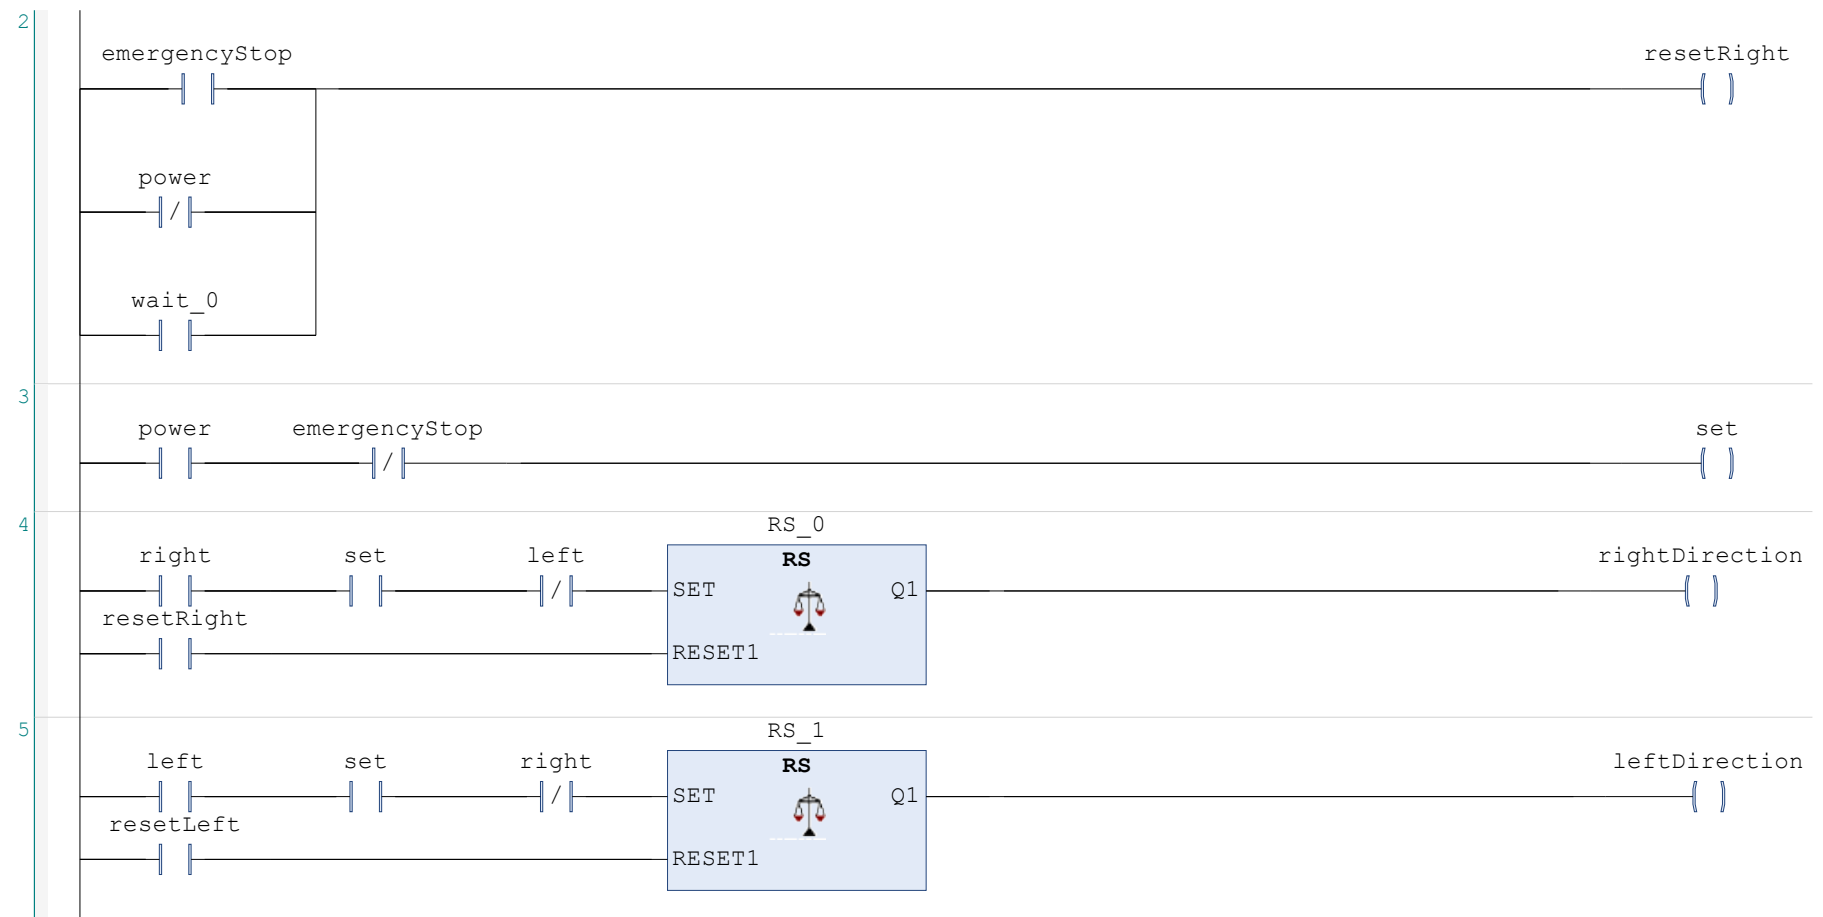 2
emergencyStop resetRight
power
/
wait_0
3
power emergencyStop set
/
4
RS_0
right set left RS rightDirection
/ SET Q1
resetRight
RESET1
5
RS_1
left set right RS leftDirection
/ SET Q1
resetLeft
RESET1